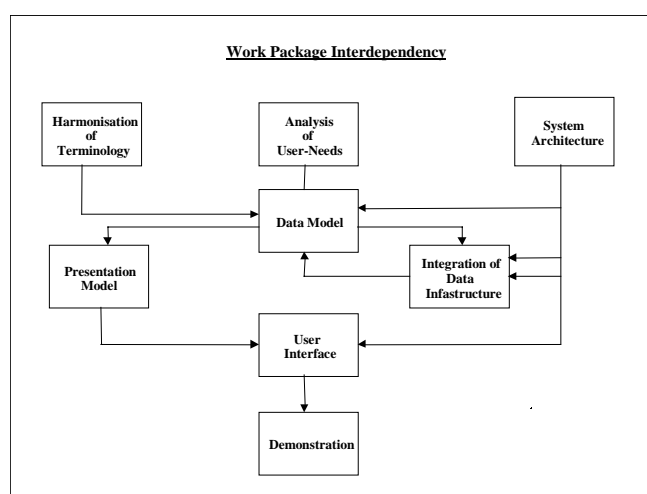 Work Package Interdependency
Harmonisation
of
Terminology
Analysis
of
User-Needs
System
Architecture
Data Model
Presentation
Model
Integration of
Data
Infastructure
User
Interface
Demonstration